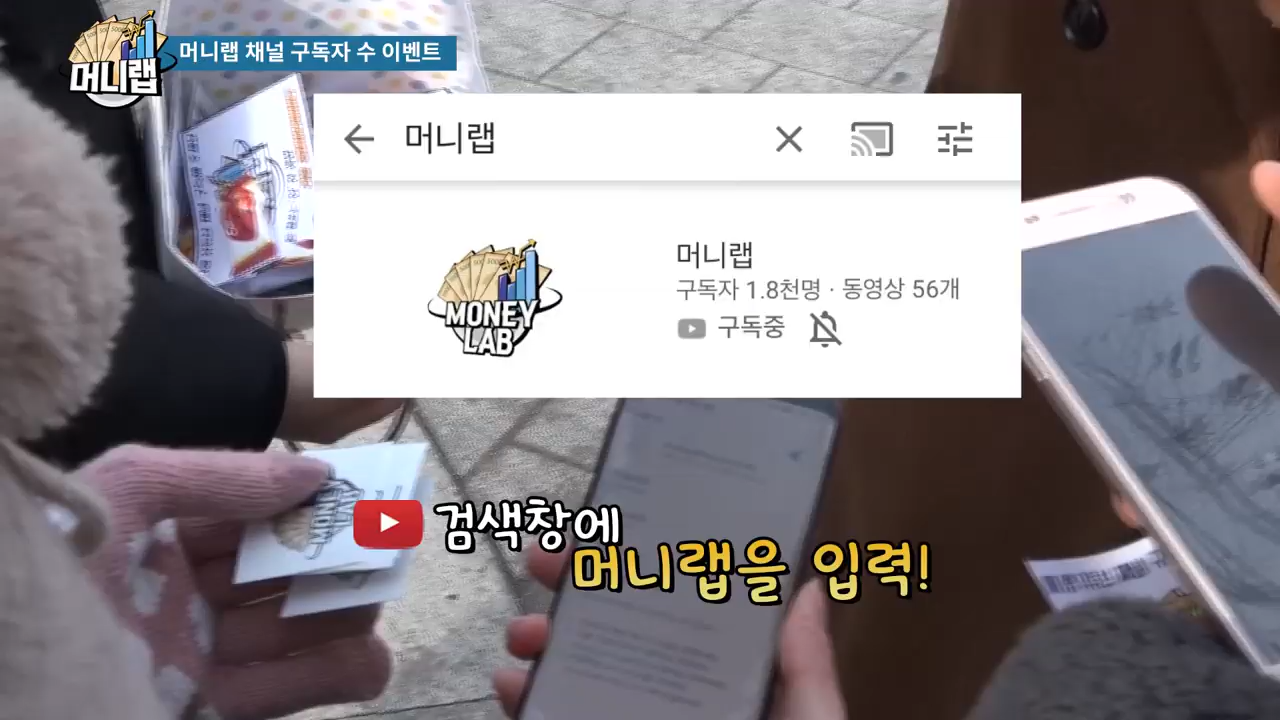 머니랩
머니랩 채널 구독자 수 이벤트
머니랩
MONEY
LAB
머니랩
구독자 1.8천명 · 동영상 56개
구독중
검색창에
머니랩을 입력!